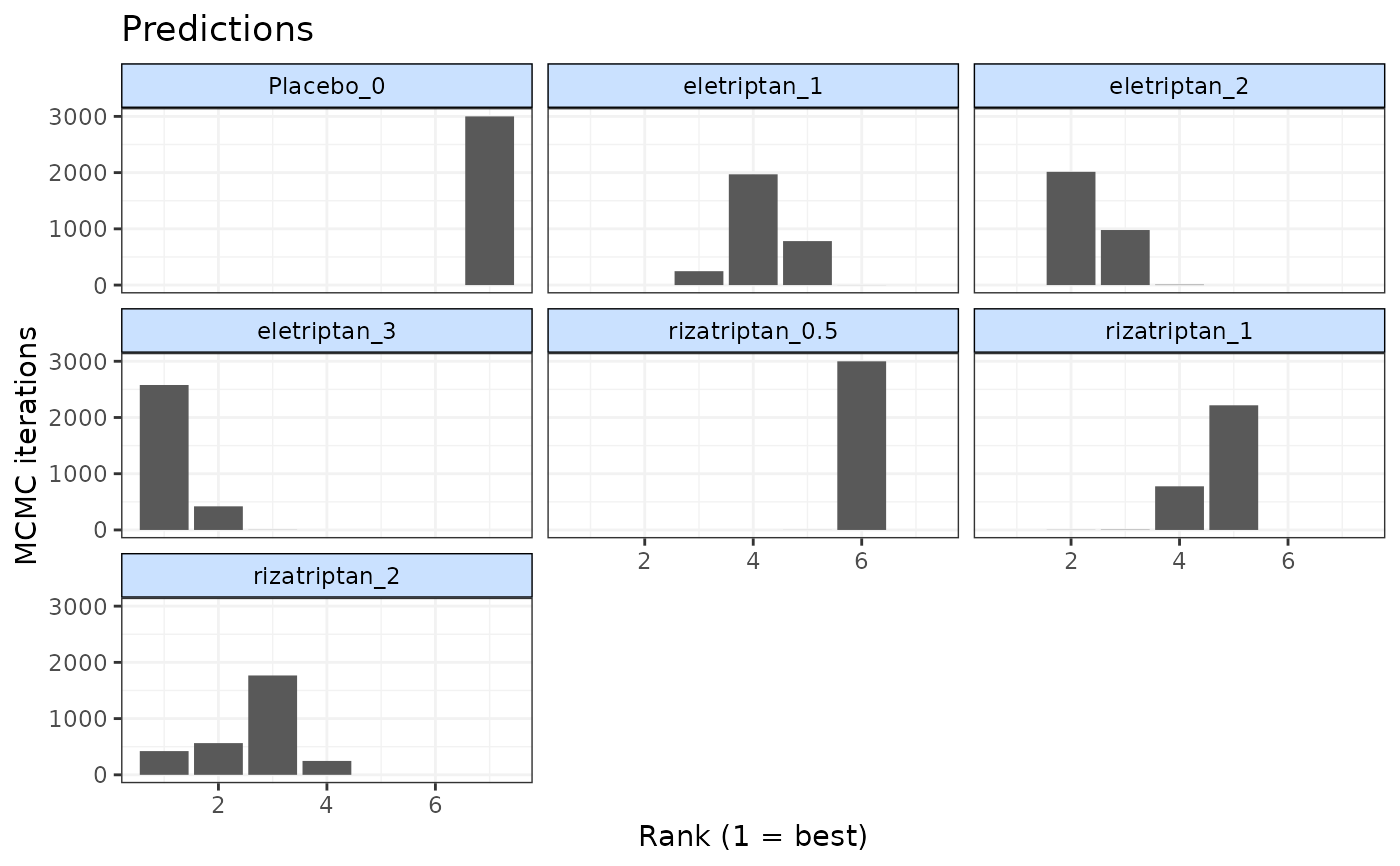 Predictions
Placebo_0
eletriptan_1
eletriptan_2
3000
2000
1000
0
eletriptan_3
rizatriptan_0.5
rizatriptan_1
3000
2000
1000
0
2 4 6
2 4 6
rizatriptan_2
3000
2000
1000
0
2 4 6
MCMC iterations
Rank (1 = best)